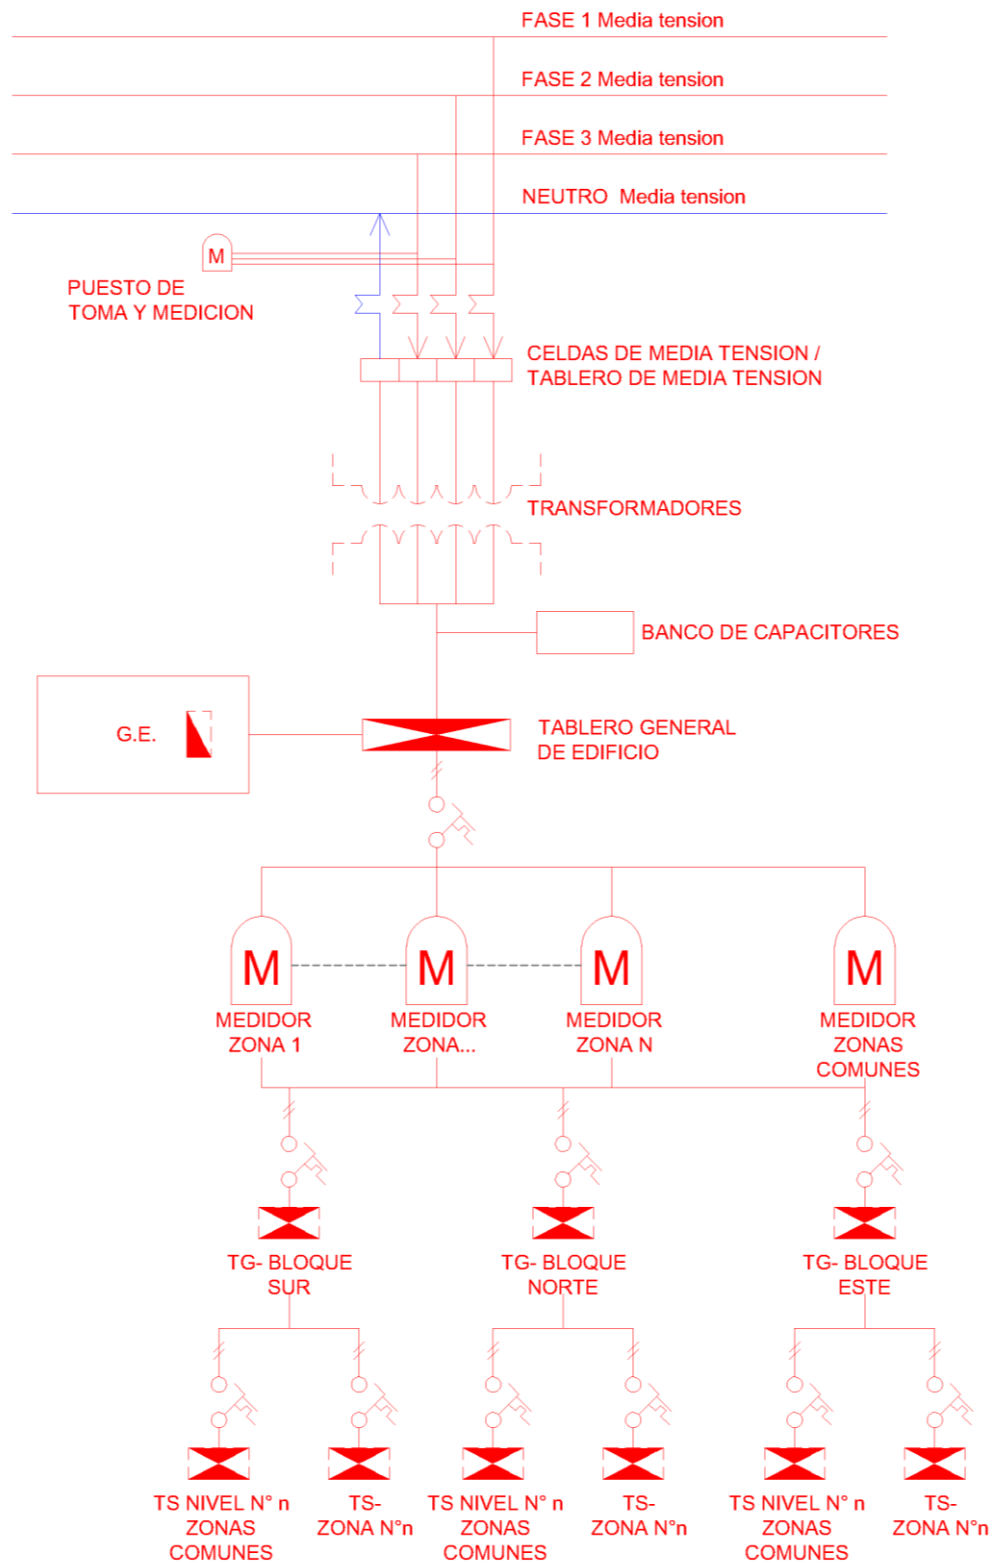 FASE 1 Media tension
FASE 2 Media tension
FASE 3 Media tension
NEUTRO Media tension
M
PUESTO DE
TOMA Y MEDICION
CELDAS DE MEDIA TENSION /
TABLERO DE MEDIA TENSION
TRANSFORMADORES
BANCO DE CAPACITORES
G.E.
TABLERO GENERAL
DE EDIFICIO
M
M
M
M
MEDIDOR
ZONA 1
MEDIDOR
ZONA...
MEDIDOR
ZONA N
MEDIDOR
ZONAS
COMUNES
TG- BLOQUE
SUR
TG- BLOQUE
NORTE
TG- BLOQUE
ESTE
TS NIVEL N° n
ZONAS
COMUNES
TS-
ZONA N°n
TS NIVEL N° n
ZONAS
COMUNES
TS-
ZONA N°n
TS NIVEL N° n
ZONAS
COMUNES
TS-
ZONA N°n